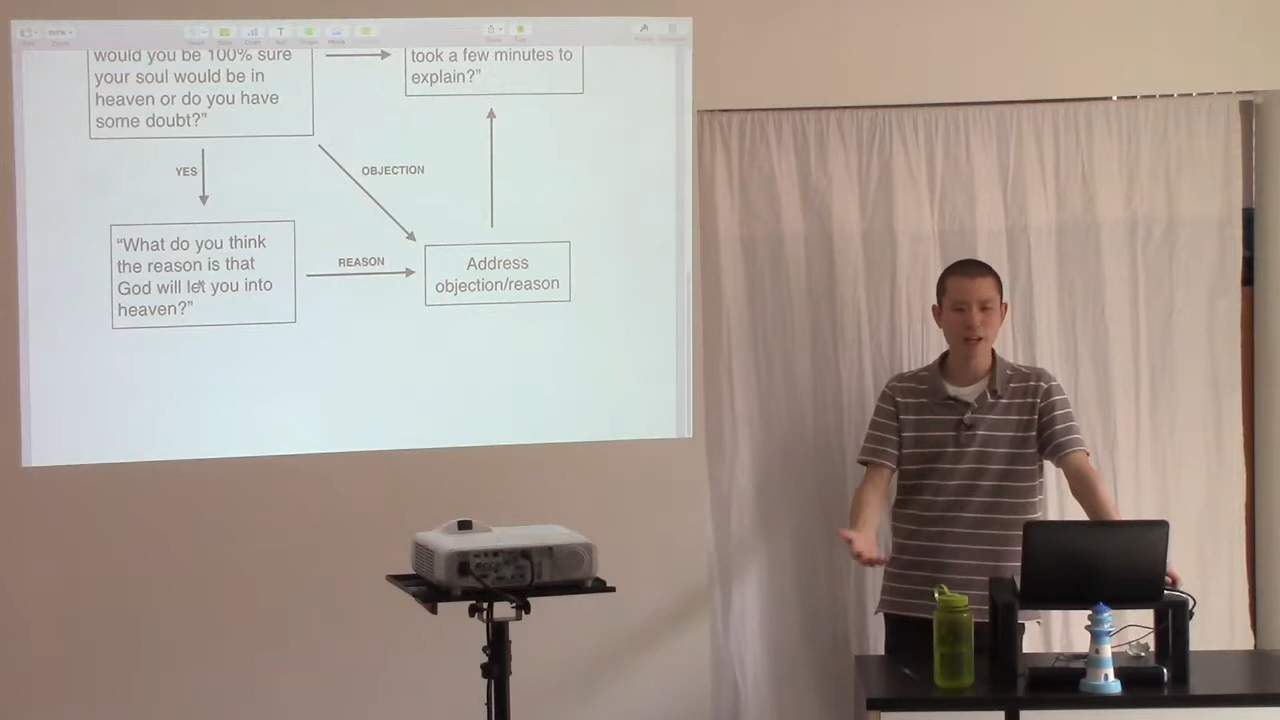 would you be 100% sure
your soul would be in
heaven or do you have
some doubt?”
took a few minutes to
explain?”
YES
OBJECTION
“What do you think
the reason is that
God will let you into
heaven?”
REASON
Address
objection/reason